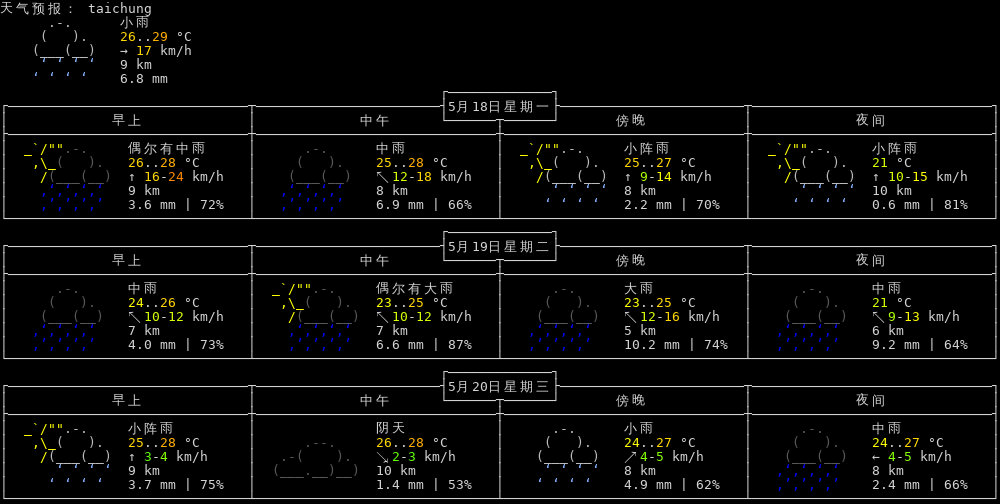 天气预报： taichung
小雨
26..29 °C
→ 17 km/h
9 km
6.8 mm
5月18日星期一
早上 中午 傍晚 夜间
偶尔有中雨 中雨 小阵雨 小阵雨
26..28 °C 25..28 °C 25..27 °C 21 °C
↑ 16-24 km/h ↖ 12-18 km/h ↑ 9-14 km/h ↑ 10-15 km/h
9 km 8 km 8 km 10 km
3.6 mm | 72% 6.9 mm | 66% 2.2 mm | 70% 0.6 mm | 81%
5月19日星期二
早上 中午 傍晚 夜间
中雨 偶尔有大雨 大雨 中雨
24..26 °C 23..25 °C 23..25 °C 21 °C
↖ 10-12 km/h ↖ 10-12 km/h ↖ 12-16 km/h ↖ 9-13 km/h
7 km 7 km 5 km 6 km
4.0 mm | 73% 6.6 mm | 87% 10.2 mm | 74% 9.2 mm | 64%
5月20日星期三
早上 中午 傍晚 夜间
小阵雨 阴天 小雨 中雨
25..28 °C 26..28 °C 24..27 °C 24..27 °C
↑ 3-4 km/h ↘ 2-3 km/h ↗ 4-5 km/h ← 4-5 km/h
9 km 10 km 8 km 8 km
3.7 mm | 75% 1.4 mm | 53% 4.9 mm | 62% 2.4 mm | 66%